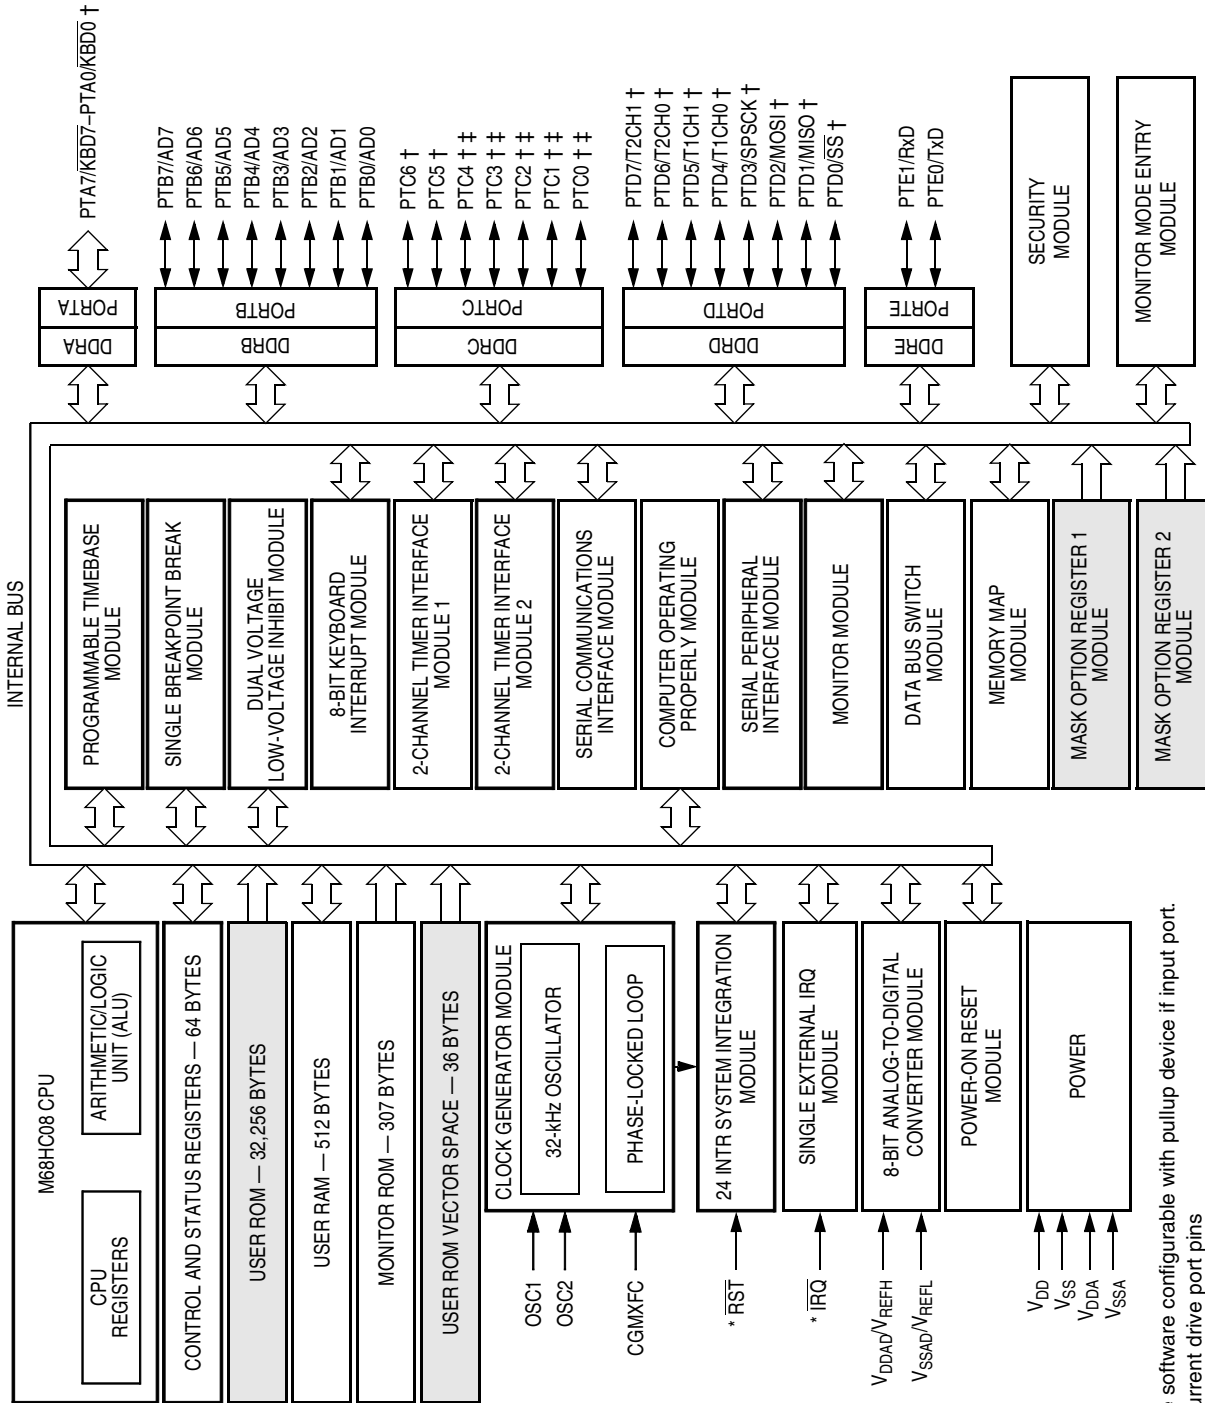 INTERNAL BUS
M68HC08 CPU
CPU
REGISTERS
ARITHMETIC/LOGIC
UNIT (ALU)
CONTROL AND STATUS REGISTERS — 64 BYTES
USER ROM — 32,256 BYTES
USER RAM — 512 BYTES
MONITOR ROM — 307 BYTES
USER ROM VECTOR SPACE — 36 BYTES
CLOCK GENERATOR MODULE
32-kHz OSCILLATOR
PHASE-LOCKED LOOP
OSC1
OSC2
CGMXFC
24 INTR SYSTEM INTEGRATION
MODULE
* RST
SINGLE EXTERNAL IRQ
MODULE
* IRQ
8-BIT ANALOG-TO-DIGITAL
CONVERTER MODULE
VDDAD/VREFH
VSSAD/VREFL
POWER-ON RESET
MODULE
POWER
VDD
VSS
VDDA
VSSA
PROGRAMMABLE TIMEBASE
MODULE
SINGLE BREAKPOINT BREAK
MODULE
DUAL VOLTAGE
LOW-VOLTAGE INHIBIT MODULE
8-BIT KEYBOARD
INTERRUPT MODULE
2-CHANNEL TIMER INTERFACE
MODULE 1
2-CHANNEL TIMER INTERFACE
MODULE 2
SERIAL COMMUNICATIONS
INTERFACE MODULE
COMPUTER OPERATING
PROPERLY MODULE
SERIAL PERIPHERAL
INTERFACE MODULE
MONITOR MODULE
DATA BUS SWITCH
MODULE
MEMORY MAP
MODULE
MASK OPTION REGISTER 1
MODULE
MASK OPTION REGISTER 2
MODULE
DDRA
PORTA
PTA7/KBD7–PTA0/KBD0 †
DDRB
PORTB
PTB7/AD7
PTB6/AD6
PTB5/AD5
PTB4/AD4
PTB3/AD3
PTB2/AD2
PTB1/AD1
PTB0/AD0
DDRC
PORTC
PTC6 †
PTC5 †
PTC4 † ‡
PTC3 † ‡
PTC2 † ‡
PTC1 † ‡
PTC0 † ‡
DDRD
PORTD
PTD7/T2CH1 †
PTD6/T2CH0 †
PTD5/T1CH1 †
PTD4/T1CH0 †
PTD3/SPSCK †
PTD2/MOSI †
PTD1/MISO †
PTD0/SS †
DDRE
PORTE
PTE1/RxD
PTE0/TxD
SECURITY
MODULE
MONITOR MODE ENTRY
MODULE
software configurable with pullup device if input port.
drive port pins